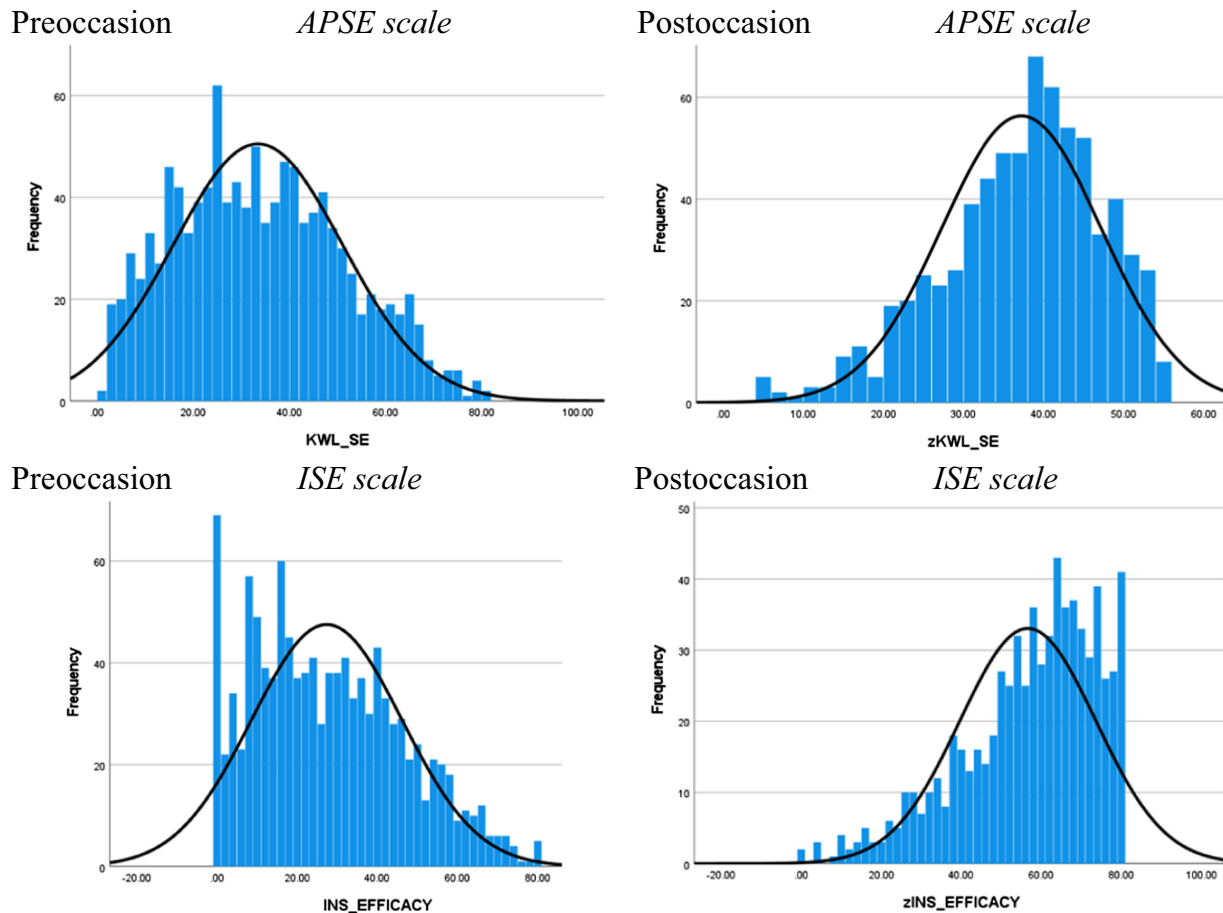 Preoccasion APSE scale
Frequency
60
40
20
0
.00 20.00 40.00 60.00 80.00 100.00
KWL_SE
Postoccasion APSE scale
Frequency
60
40
20
0
.00 10.00 20.00 30.00 40.00 50.00 60.00
zKWL_SE
Preoccasion ISE scale
Frequency
60
40
20
0
-20.00 .00 20.00 40.00 60.00 80.00
INS_EFFICACY
Postoccasion ISE scale
Frequency
50
40
30
20
10
0
-20.00 .00 20.00 40.00 60.00 80.00 100.00
zINS_EFFICACY